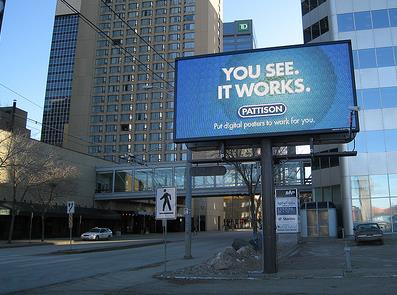 TD
YOU SEE.
IT WORKS.
PATTISON
Put digital posters to work for you.